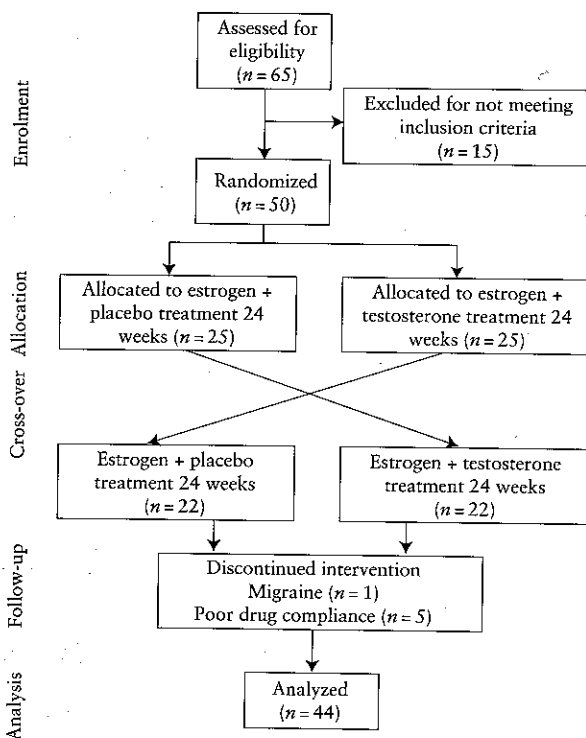 Assessed for
eligibility
(n = 65)
Enrolment
Excluded for not meeting
inclusion criteria
(n = 15)
Randomized
(n = 50)
Allocation
Allocated to estrogen +
placebo treatment 24
weeks (n = 25)
Allocated to estrogen +
testosterone treatment 24
weeks (n = 25)
Cross-over
Estrogen + placebo
treatment 24 weeks
(n = 22)
Estrogen + testosterone
treatment 24 weeks
(n = 22)
Follow-up
Discontinued intervention
Migraine (n = 1)
Poor drug compliance (n = 5)
Analysis
Analyzed
(n = 44)